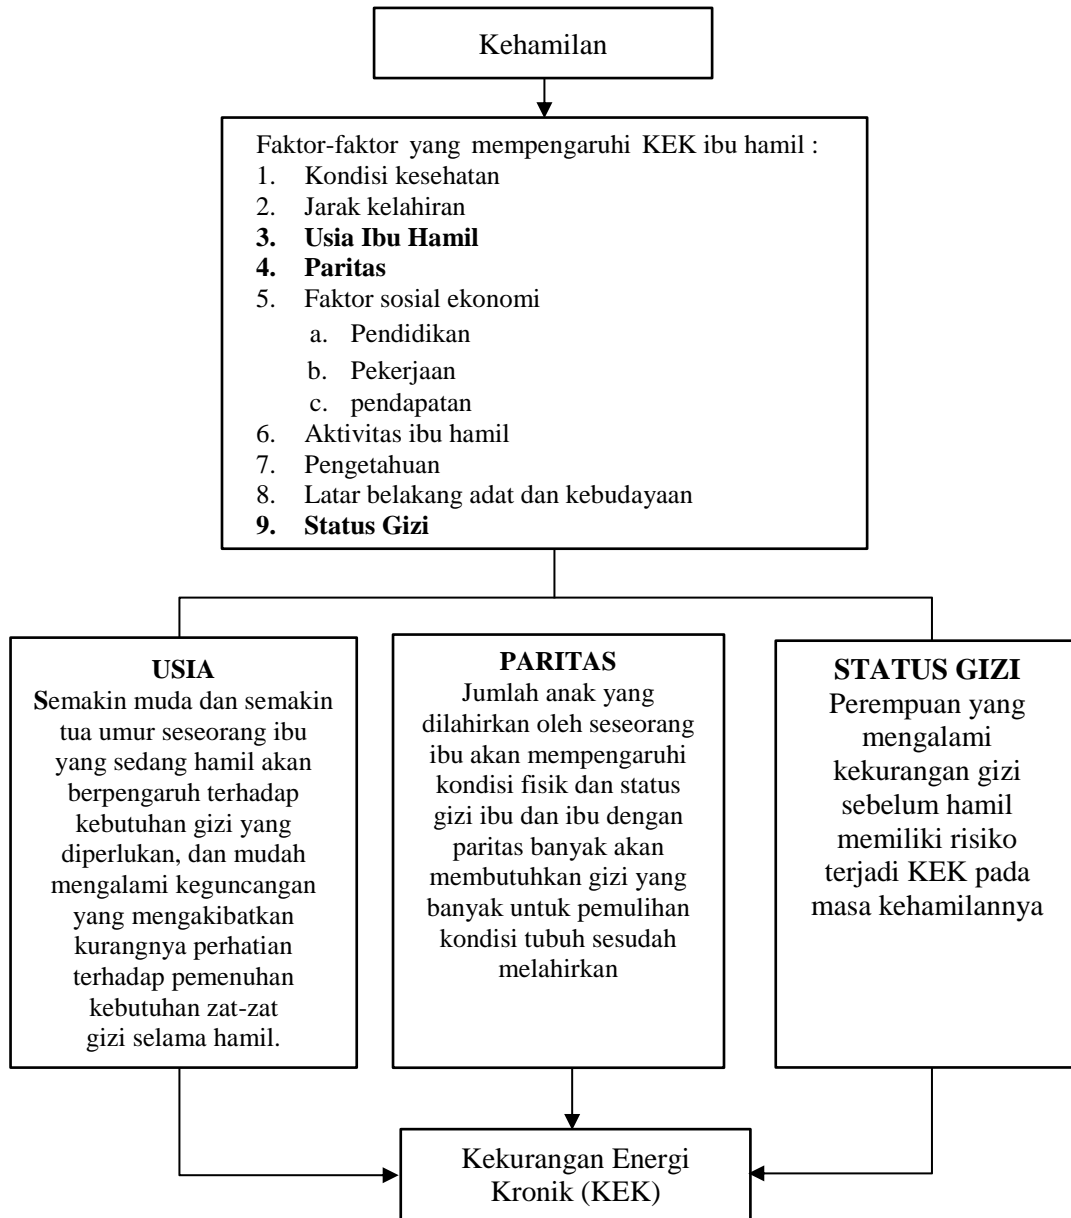 Kehamilan
Faktor-faktor yang mempengaruhi KEK ibu hamil :
1. Kondisi kesehatan
2. Jarak kelahiran
3. Usia Ibu Hamil
4. Paritas
5. Faktor sosial ekonomi
a. Pendidikan
b. Pekerjaan
c. pendapatan
6. Aktivitas ibu hamil
7. Pengetahuan
8. Latar belakang adat dan kebudayaan
9. Status Gizi
USIA
Semakin muda dan semakin
tua umur seseorang ibu
yang sedang hamil akan
berpengaruh terhadap
kebutuhan gizi yang
diperlukan, dan mudah
mengalami keguncangan
yang mengakibatkan
kurangnya perhatian
terhadap pemenuhan
kebutuhan zat-zat
gizi selama hamil.
PARITAS
Jumlah anak yang
dilahirkan oleh seseorang
ibu akan mempengaruhi
kondisi fisik dan status
gizi ibu dan ibu dengan
paritas banyak akan
membutuhkan gizi yang
banyak untuk pemulihan
kondisi tubuh sesudah
melahirkan
STATUS GIZI
Perempuan yang
mengalami
kekurangan gizi
sebelum hamil
memiliki risiko
terjadi KEK pada
masa kehamilannya
Kekurangan Energi
Kronik (KEK)